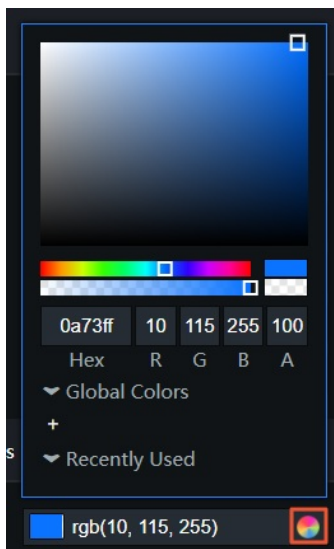 0a73ff 10 115 255 100
Hex R G B A
Global Colors
+
s
Recently Used
rgb(10, 115, 255)